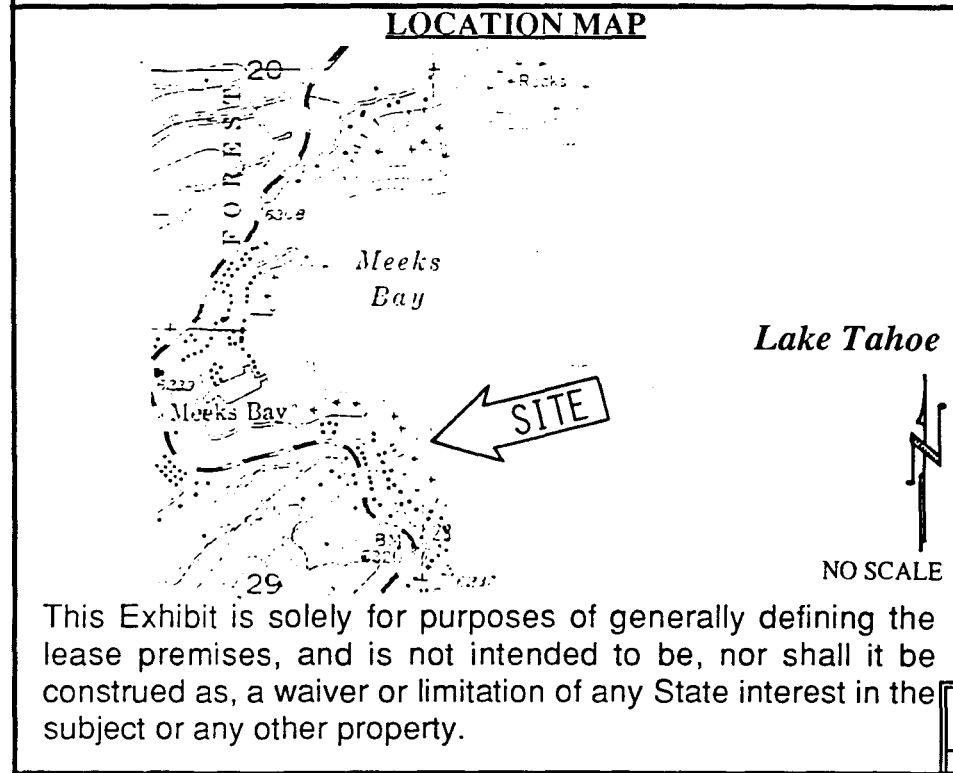 LOCATION MAP
20
Rocks
FOREST
6308
Meeks
Bay
Lake Tahoe
Meeks Bay
SITE
BM
28
29
NO SCALE
This Exhibit is solely for purposes of generally defining the
lease premises, and is not intended to be, nor shall it be
construed as, a waiver or limitation of any State interest in the
subject or any other property.